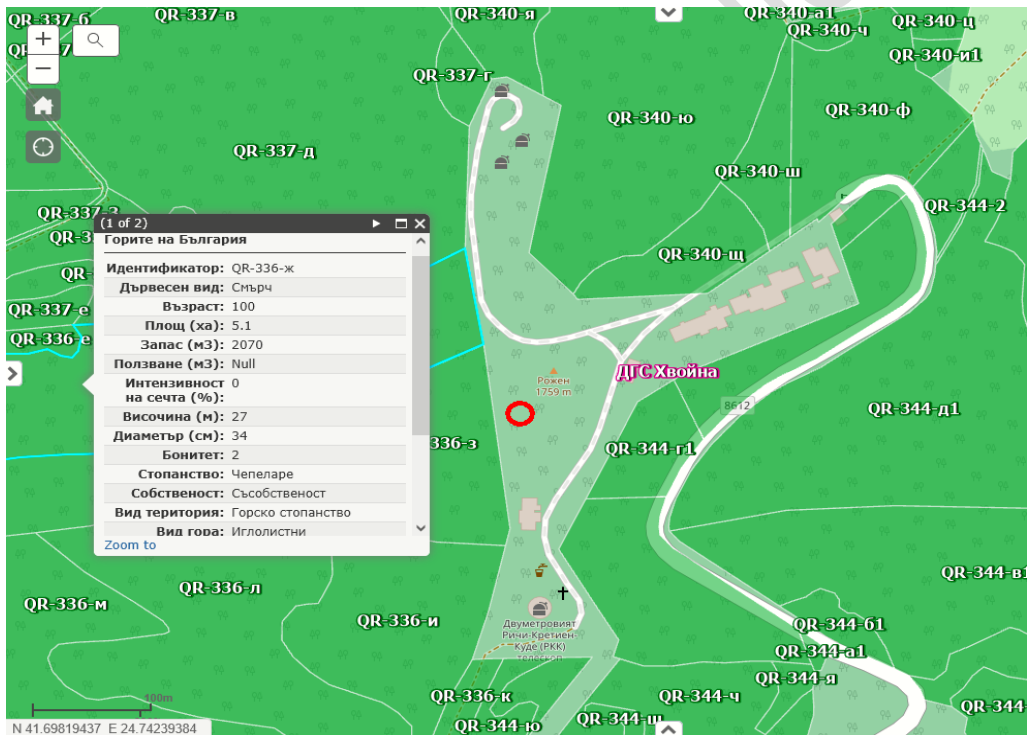 QR-337-б
QR-337-в
QR-340-я
QR-340-а1
QR-340-ч
QR-340-ц
QR-340-и1
QR-337-г
QR-340-ю
QR-340-ф
QR-337-д
QR-340-ш
QR-344-2
QR-340-щ
(1 of 2)
Горите на България
Идентификатор: QR-336-ж
Дървесен вид: Смърч
Възраст: 100
Площ (ха): 5.1
Запас (м3): 2070
Ползване (м3): Null
Интензивност 0
на сечта (%):
Височина (м): 27
Диаметър (см): 34
Бонитет: 2
Стопанство: Чепеларе
Собственост: Съсобственост
Вид територия: Горско стопанство
Вид гора: Иглолистни
Zoom to
QR-337-е
QR-336 е
ДГС Хвойна
Рожен
1759 m
8612
QR-344-д1
336-з
QR-344-г1
QR-344-в1
QR-336-л
QR-336-м
QR-336-и
Двуметровият
Ричи-Кретиен-
Куде (РКК)
телескоп
QR-344-б1
QR-344-а1
QR-344-я
QR-336-к
QR-344-ч
QR-344
QR-344-ю
QR-344-щ
100m
N 41.69819437 E 24.74239384